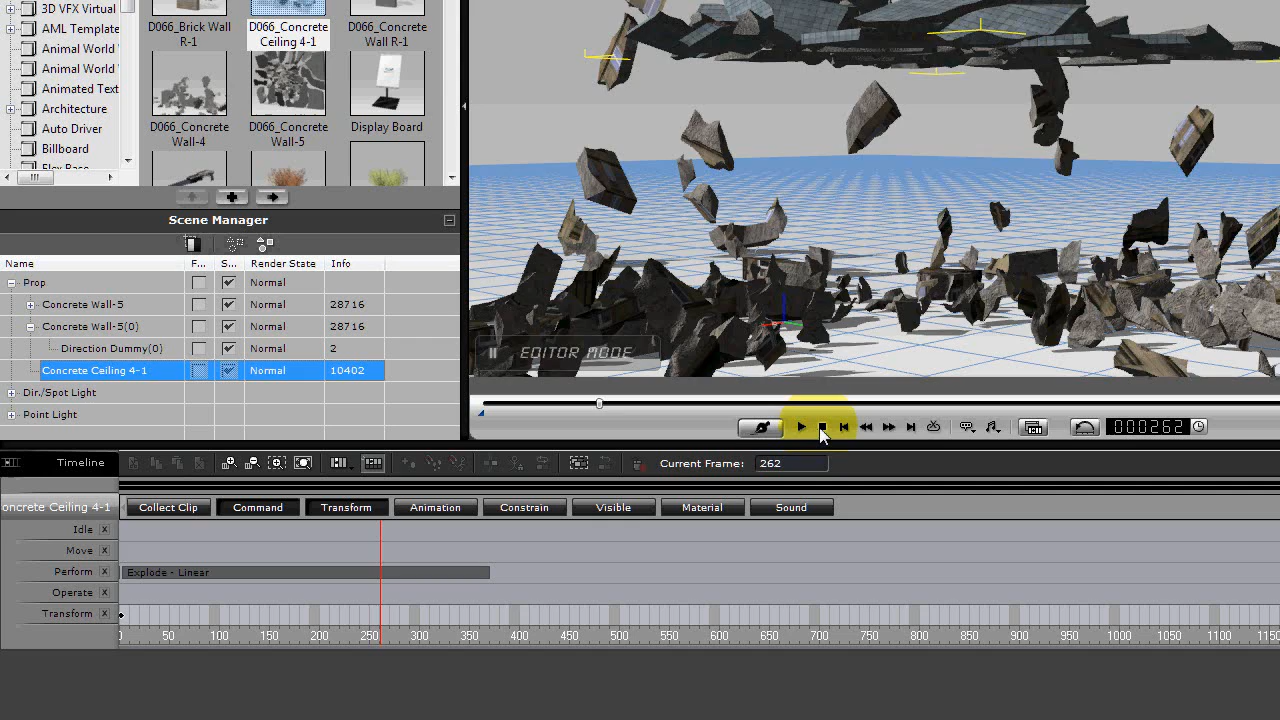 3D VFX Virtual
AML Template
Animal World
Animal World
Animated Text
Architecture
Auto Driver
Billboard
D066_Brick Wall
R-1
D066_Concrete
Ceiling 4-1
D066_Concrete
Wall R-1
D066_Concrete
Wall-4
D066_Concrete
Wall-5
Display Board
Scene Manager
Name F... S... Render State Info
Prop Normal
Concrete Wall-5 Normal 28716
Concrete Wall-5(0) Normal 28716
Direction Dummy(0) Normal 2
Concrete Ceiling 4-1 Normal 10402
Dir./Spot Light
Point Light
EDITOR MODE
000262
Timeline
Current Frame: 262
oncrete Ceiling 4-1 Collect Clip Command Transform Animation Constrain Visible Material Sound
Idle x
Move x
Perform x Explode - Linear
Operate x
Transform x
0 50 100 150 200 250 300 350 400 450 500 550 600 650 700 750 800 850 900 950 1000 1050 1100 1150